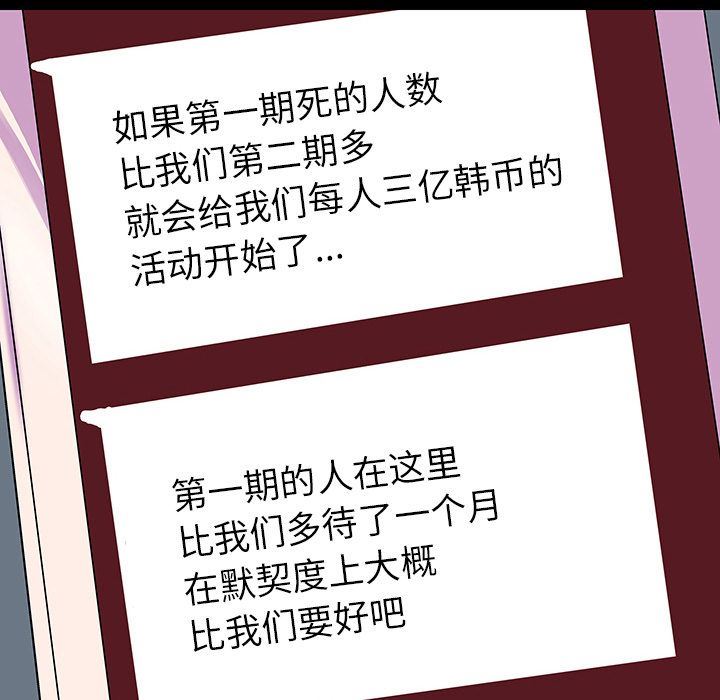 如果第一期死的人数
比我们第二期多
就会给我们每人三亿韩币的
活动开始了...
第一期的人在这里
比我们多待了一个月
在默契度上大概
比我们要好吧